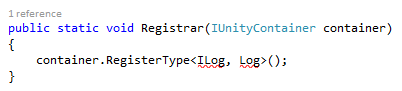 1 reference
public static void Registrar(IUnityContainer container)
{
    container.RegisterType<ILog, Log>();
}